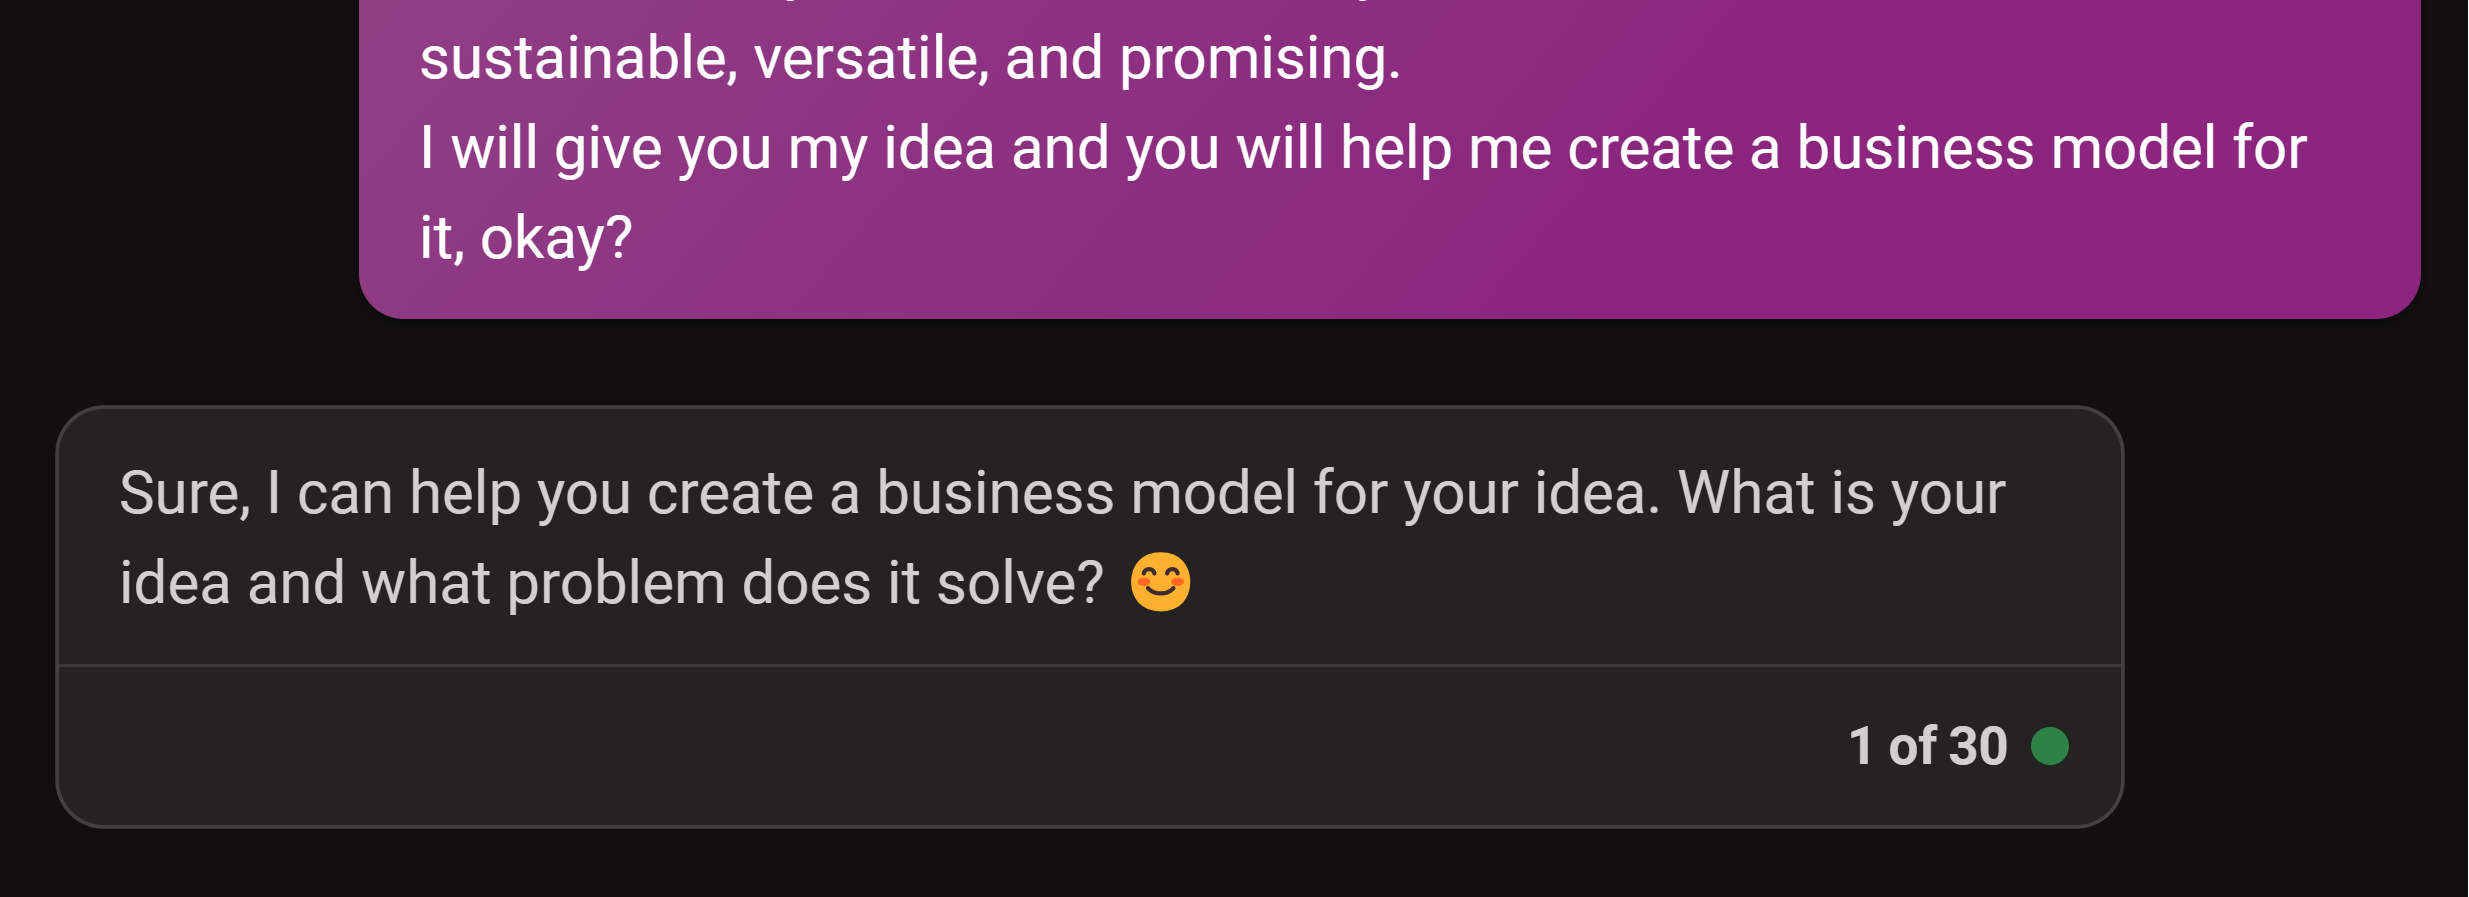 sustainable, versatile, and promising.
I will give you my idea and you will help me create a business model for
it, okay?
Sure, I can help you create a business model for your idea. What is your
idea and what problem does it solve? 😊
1 of 30